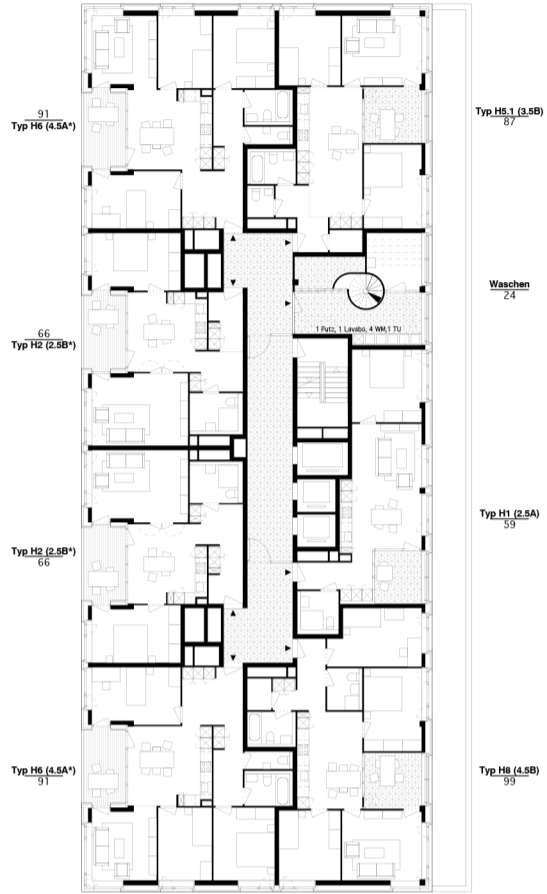 91
Typ H6 (4.5A*)
Typ H5.1 (3.5B)
87
Waschen
24
1 Putz, 1 Lavabo, 4 WM,1 TU
66
Typ H2 (2.5B*)
Typ H1 (2.5A)
59
Typ H2 (2.5B*)
66
Typ H6 (4.5A*)
91
Typ H8 (4.5B)
99